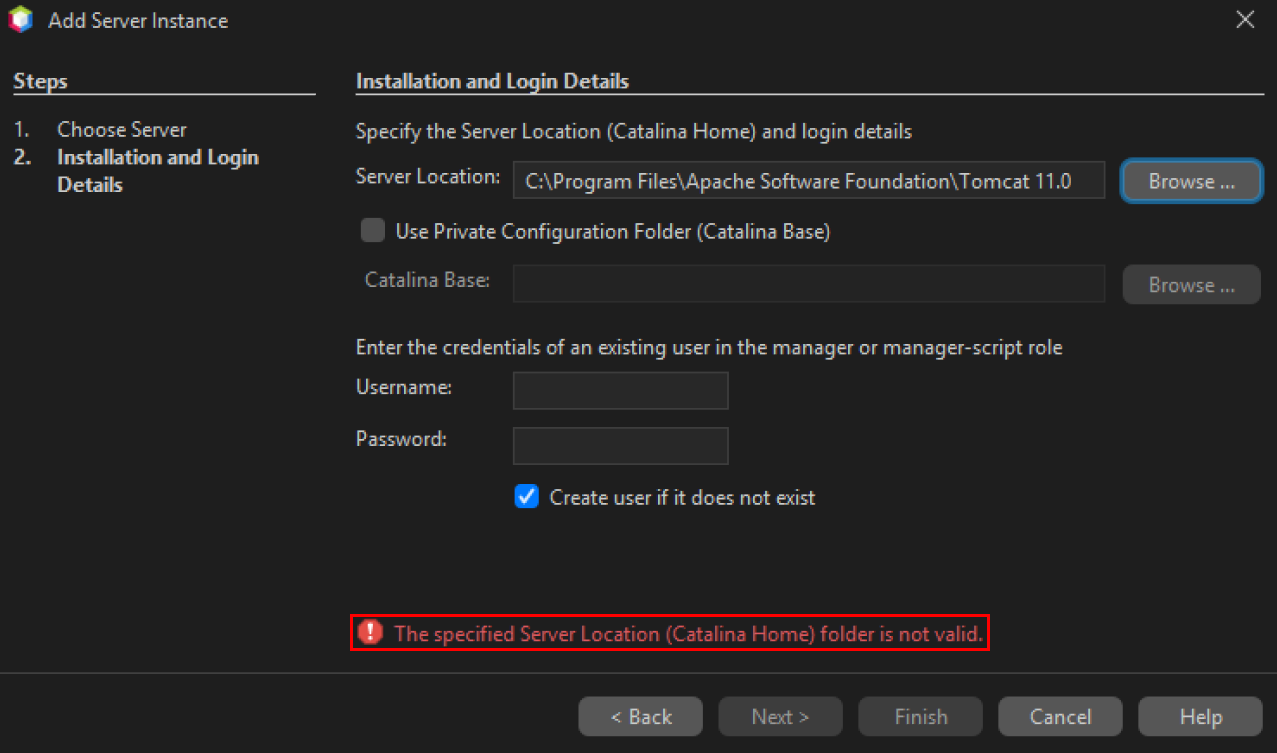 Add Server Instance
Steps
1. Choose Server
2. Installation and Login
Details
Installation and Login Details
Specify the Server Location (Catalina Home) and login details
Server Location: C:\Program Files\Apache Software Foundation\Tomcat 11.0 Browse ...
Use Private Configuration Folder (Catalina Base)
Catalina Base: Browse ...
Enter the credentials of an existing user in the manager or manager-script role
Username:
Password:
Create user if it does not exist
The specified Server Location (Catalina Home) folder is not valid.
< Back Next > Finish Cancel Help